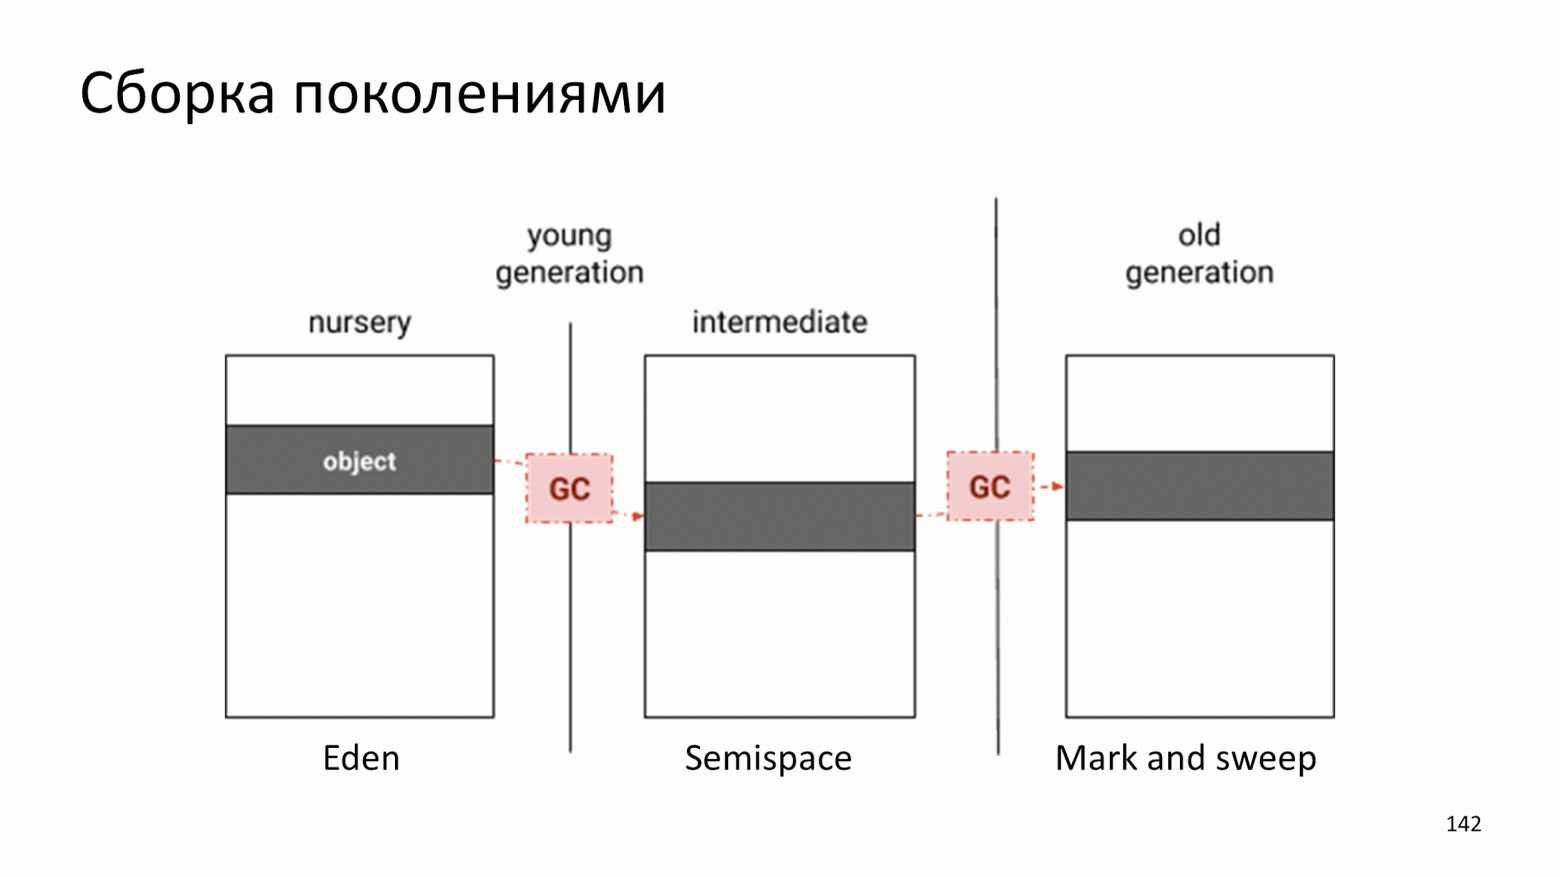 Сборка поколениями
young
generation
old
generation
nursery
intermediate
object
GC
GC
Eden
Semispace
Mark and sweep
142